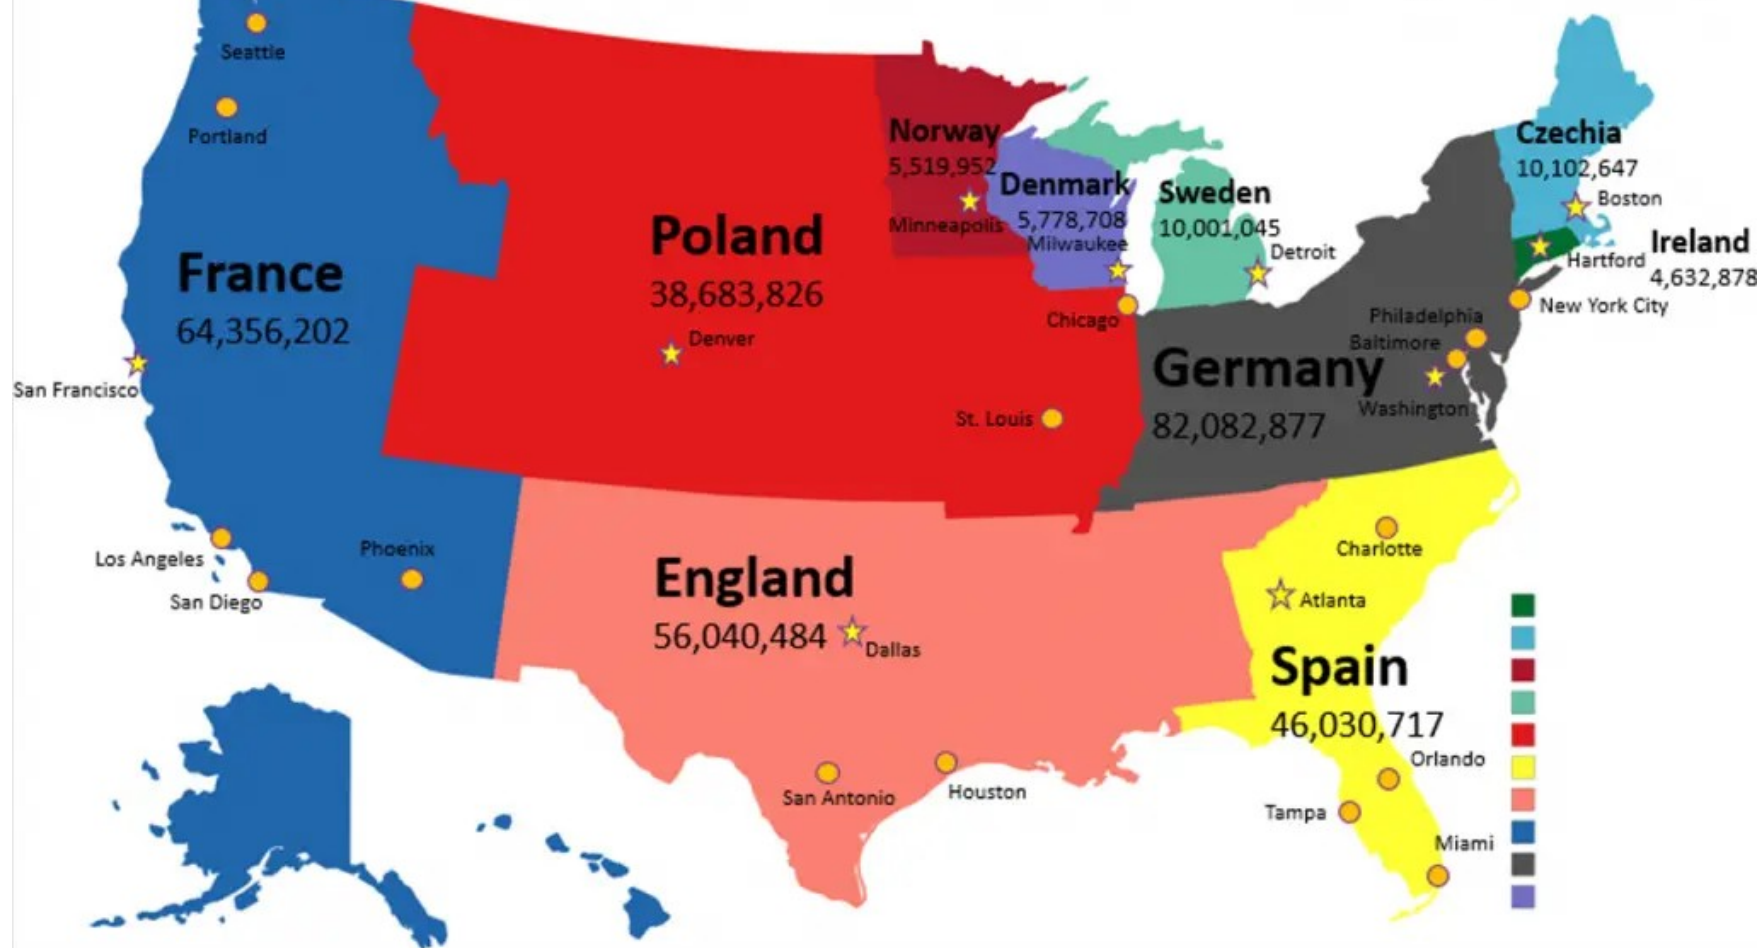 Seattle
Portland
France
64,356,202
San Francisco
Los Angeles
San Diego
Phoenix
Poland
38,683,826
Denver
St. Louis
Norway
5,519,952
Minneapolis
Denmark
5,778,708
Milwaukee
Chicago
Sweden
10,001,045
Detroit
Czechia
10,102,647
Boston
Ireland
4,632,878
Hartford
New York City
Philadelphia
Baltimore
Germany
82,082,877
Washington
England
56,040,484
Dallas
San Antonio
Houston
Charlotte
Atlanta
Spain
46,030,717
Orlando
Tampa
Miami